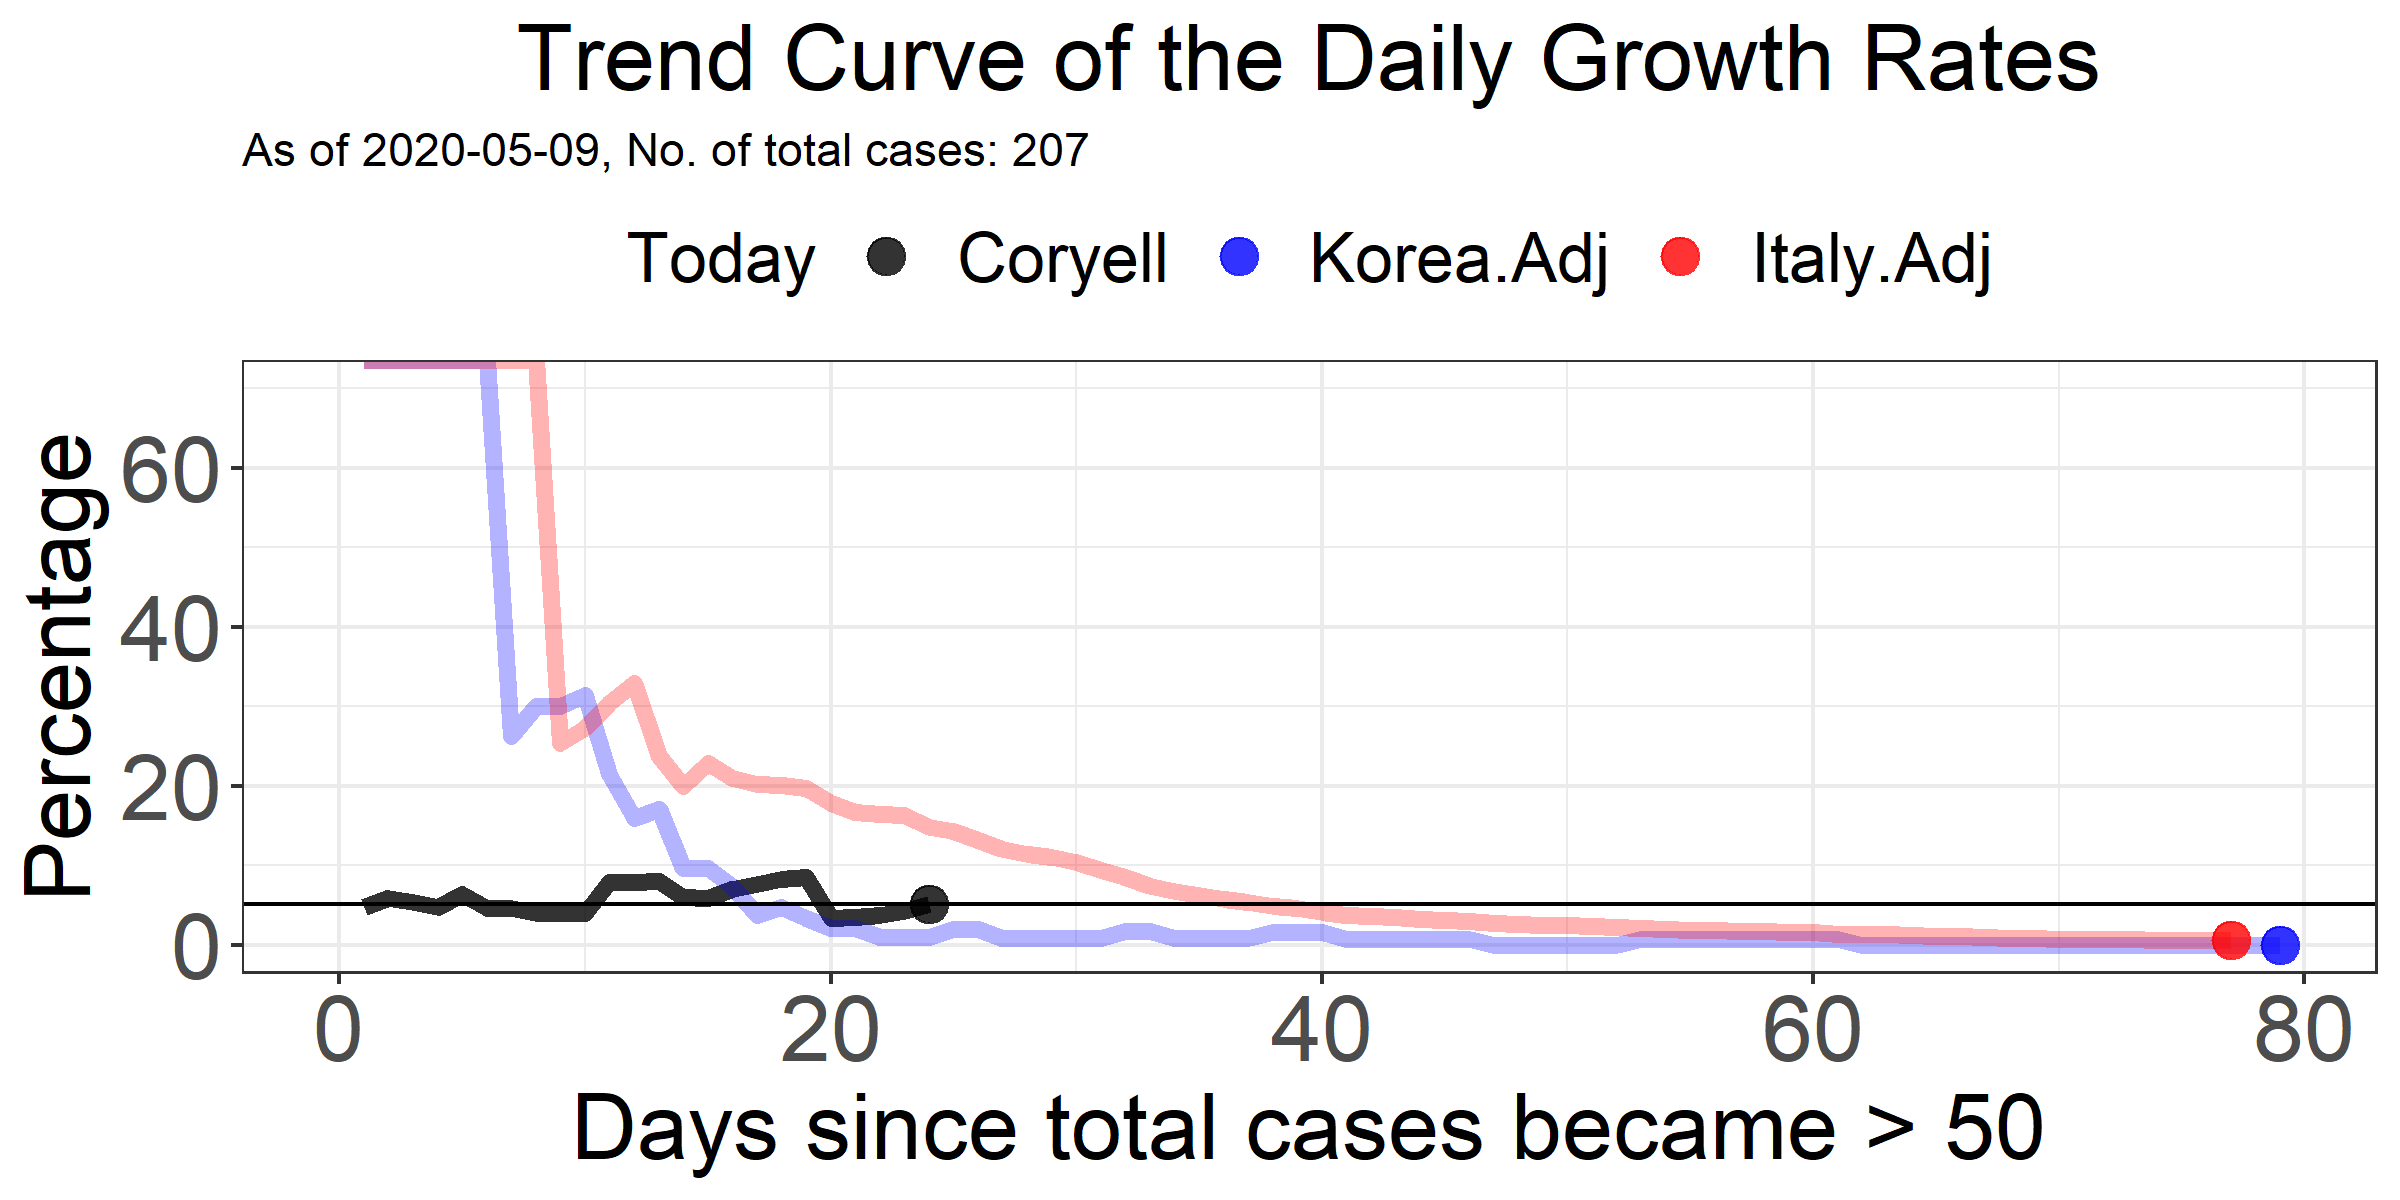 Trend Curve of the Daily Growth Rates
As of 2020-05-09, No. of total cases: 207
Today Coryell Korea.Adj Italy.Adj
Percentage
60
40
20
0
0 20 40 60 80
Days since total cases became > 50